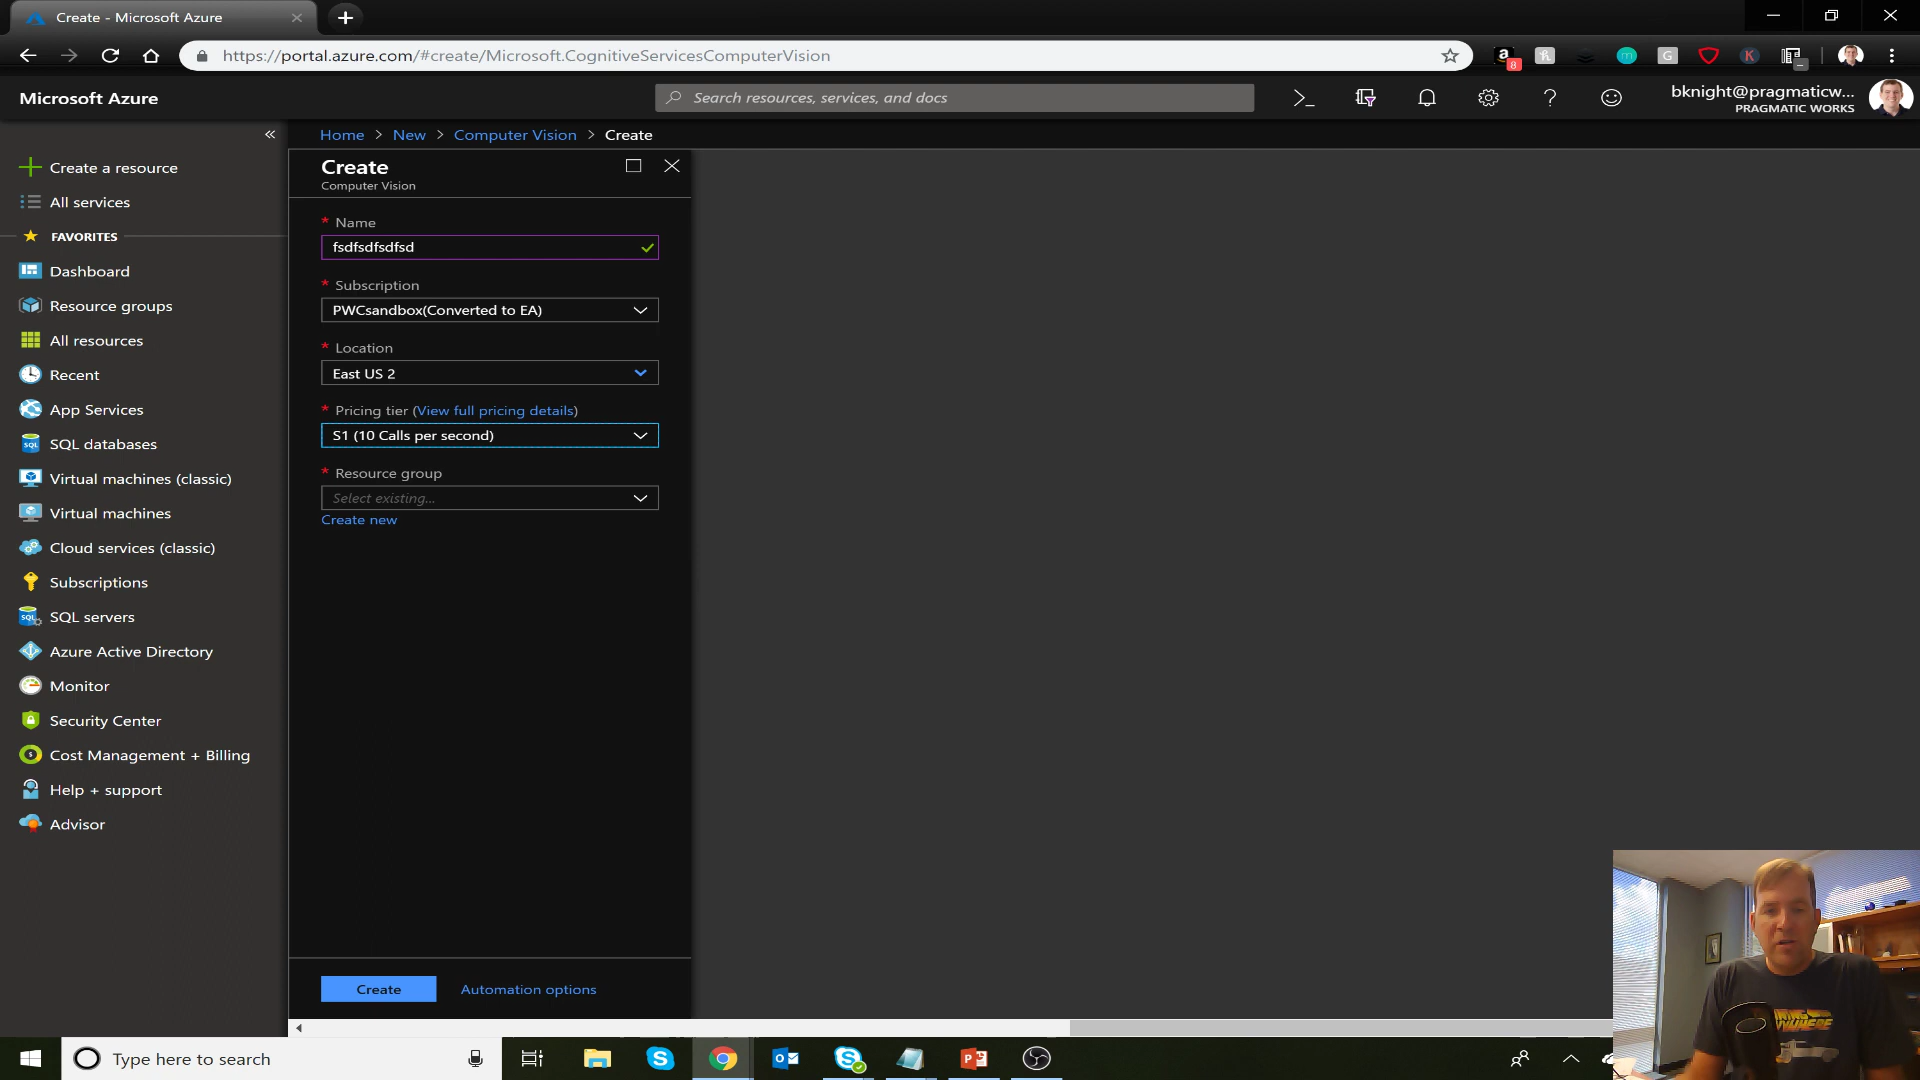 Create - Microsoft Azure
https://portal.azure.com/#create/Microsoft.CognitiveServicesComputerVision
8
Microsoft Azure
Search resources, services, and docs
bknight@pragmaticw...
PRAGMATIC WORKS
Home > New > Computer Vision > Create
Create
Computer Vision
Create a resource
All services
FAVORITES
Dashboard
Resource groups
All resources
Recent
App Services
SQL databases
Virtual machines (classic)
Virtual machines
Cloud services (classic)
Subscriptions
SQL servers
Azure Active Directory
Monitor
Security Center
Cost Management + Billing
Help + support
Advisor
* Name
fsdfsdfsdfsd
* Subscription
PWCsandbox(Converted to EA)
* Location
East US 2
* Pricing tier (View full pricing details)
S1 (10 Calls per second)
* Resource group
Select existing...
Create new
Create
Automation options
Type here to search